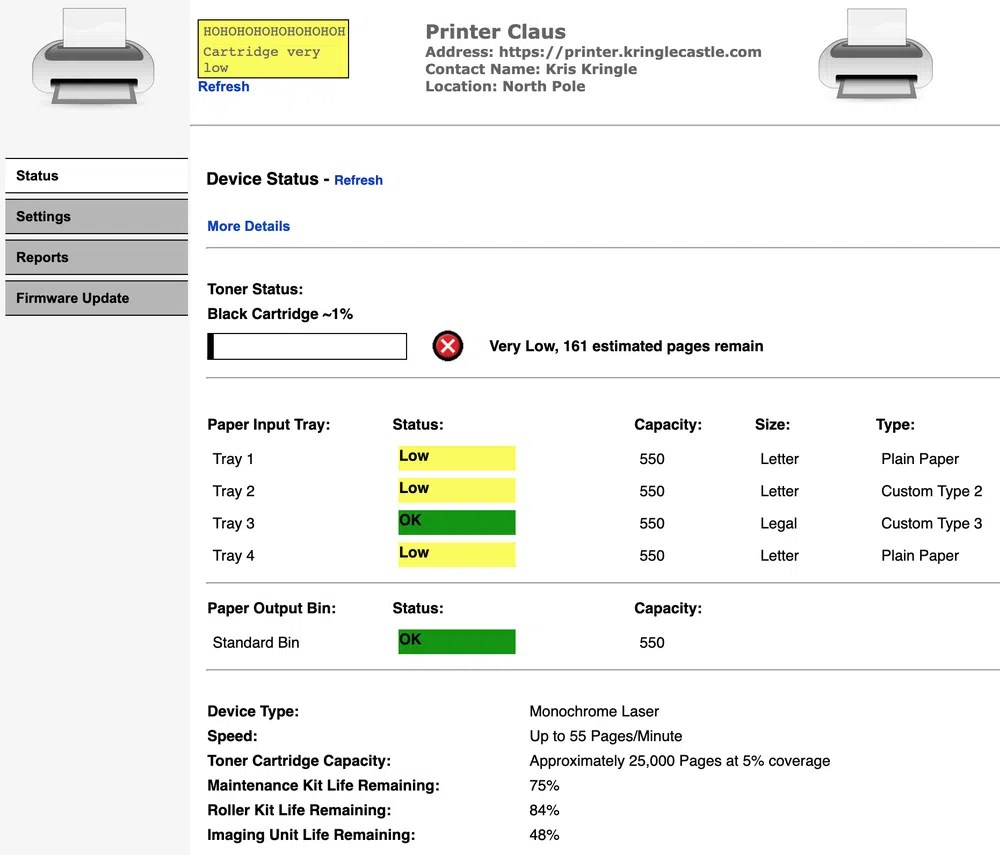 HOHOHOHOHOHOHOHOH
Cartridge very
low
Refresh
Printer Claus
Address: https://printer.kringlecastle.com
Contact Name: Kris Kringle
Location: North Pole
Status
Settings
Reports
Firmware Update
Device Status - Refresh
More Details
Toner Status:
Black Cartridge ~1%
Very Low, 161 estimated pages remain
Paper Input Tray: Status: Capacity: Size: Type:
Tray 1 Low 550 Letter Plain Paper
Tray 2 Low 550 Letter Custom Type 2
Tray 3 OK 550 Legal Custom Type 3
Tray 4 Low 550 Letter Plain Paper
Paper Output Bin: Status: Capacity:
Standard Bin OK 550
Device Type: Monochrome Laser
Speed: Up to 55 Pages/Minute
Toner Cartridge Capacity: Approximately 25,000 Pages at 5% coverage
Maintenance Kit Life Remaining: 75%
Roller Kit Life Remaining: 84%
Imaging Unit Life Remaining: 48%